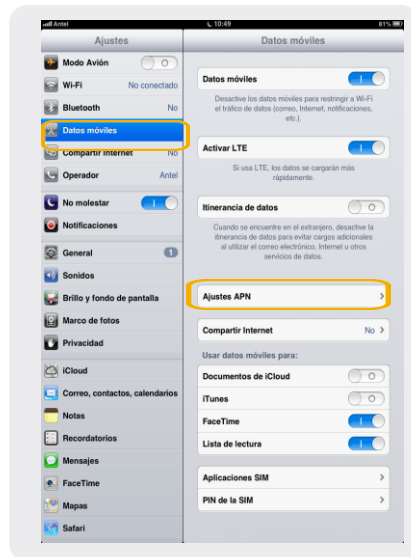 Antel
10:49
81%
Ajustes
Modo Avión
Wi-Fi No conectado
Bluetooth No
Datos móviles
Compartir Internet No
Operador Antel
No molestar
Notificaciones
General 1
Sonidos
Brillo y fondo de pantalla
Marco de fotos
Privacidad
iCloud
Correo, contactos, calendarios
Notas
Recordatorios
Mensajes
FaceTime
Mapas
Safari
Datos móviles
Datos móviles
Desactive los datos móviles para restringir a Wi-Fi
el tráfico de datos (correo, Internet, notificaciones,
etc.).
Activar LTE
Si usa LTE, los datos se cargarán más
rápidamente.
Itinerancia de datos
Cuando se encuentre en el extranjero, desactive la
itinerancia de datos para evitar cargos adicionales
al utilizar el correo electrónico, Internet u otros
servicios de datos.
Ajustes APN
Compartir Internet No
Usar datos móviles para:
Documentos de iCloud
iTunes
FaceTime
Lista de lectura
Aplicaciones SIM
PIN de la SIM